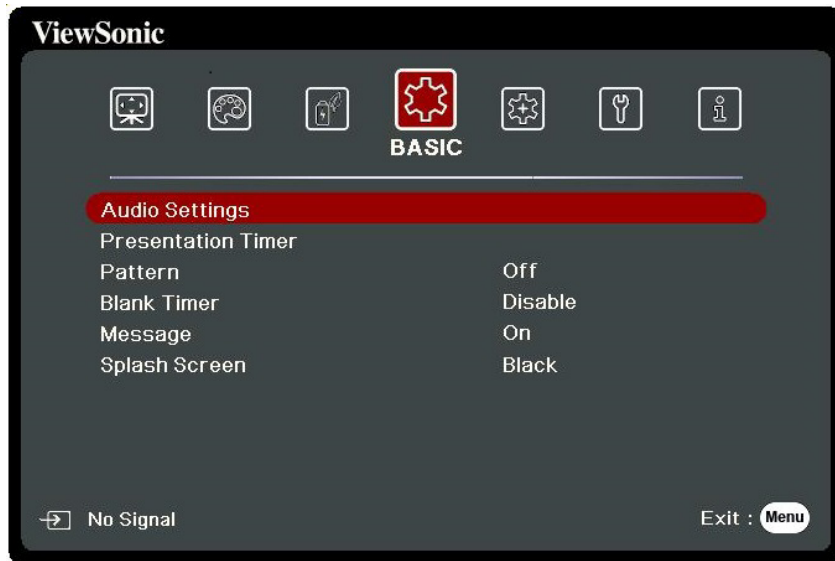 ViewSonic
BASIC
Audio Settings
Presentation Timer
Pattern Off
Blank Timer Disable
Message On
Splash Screen Black
No Signal Exit : Menu